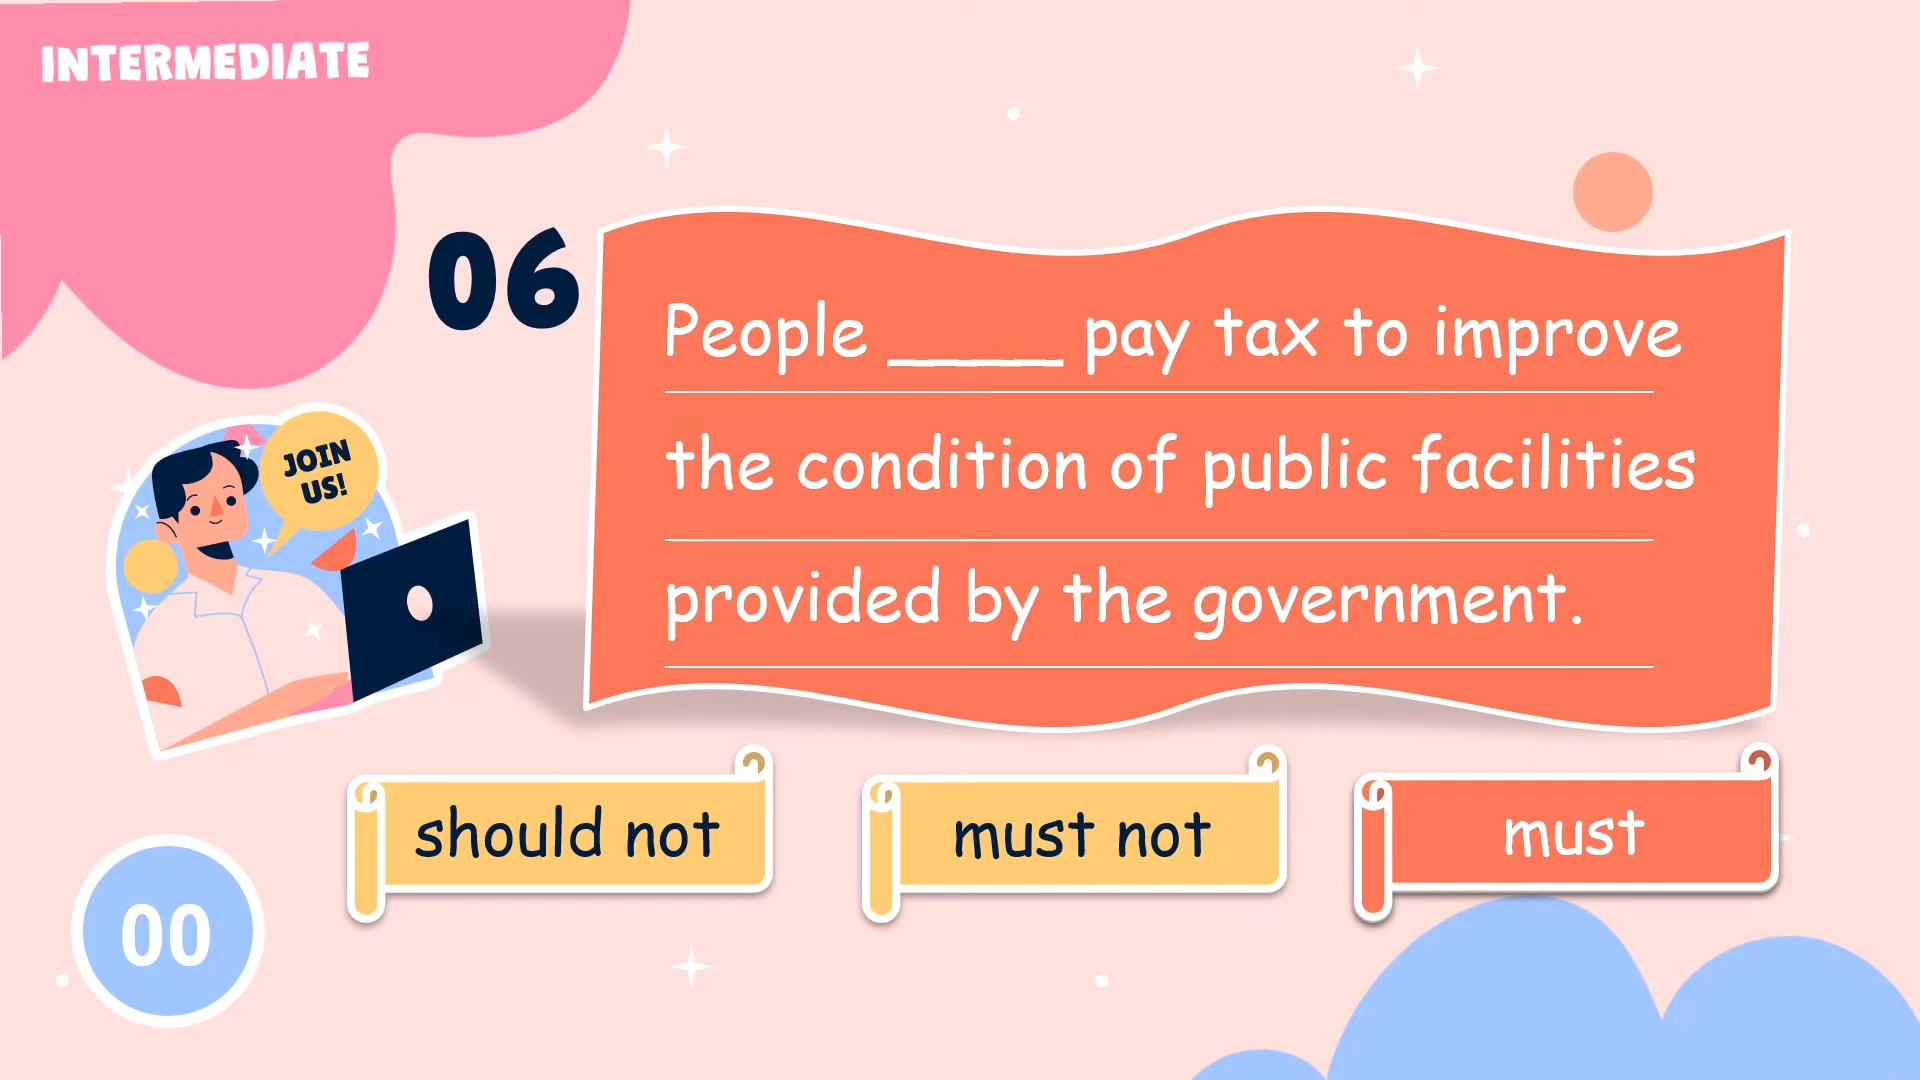 INTERMEDIATE
06
People ____ pay tax to improve
the condition of public facilities
provided by the government.
JOIN
US!
should not
must not
must
00